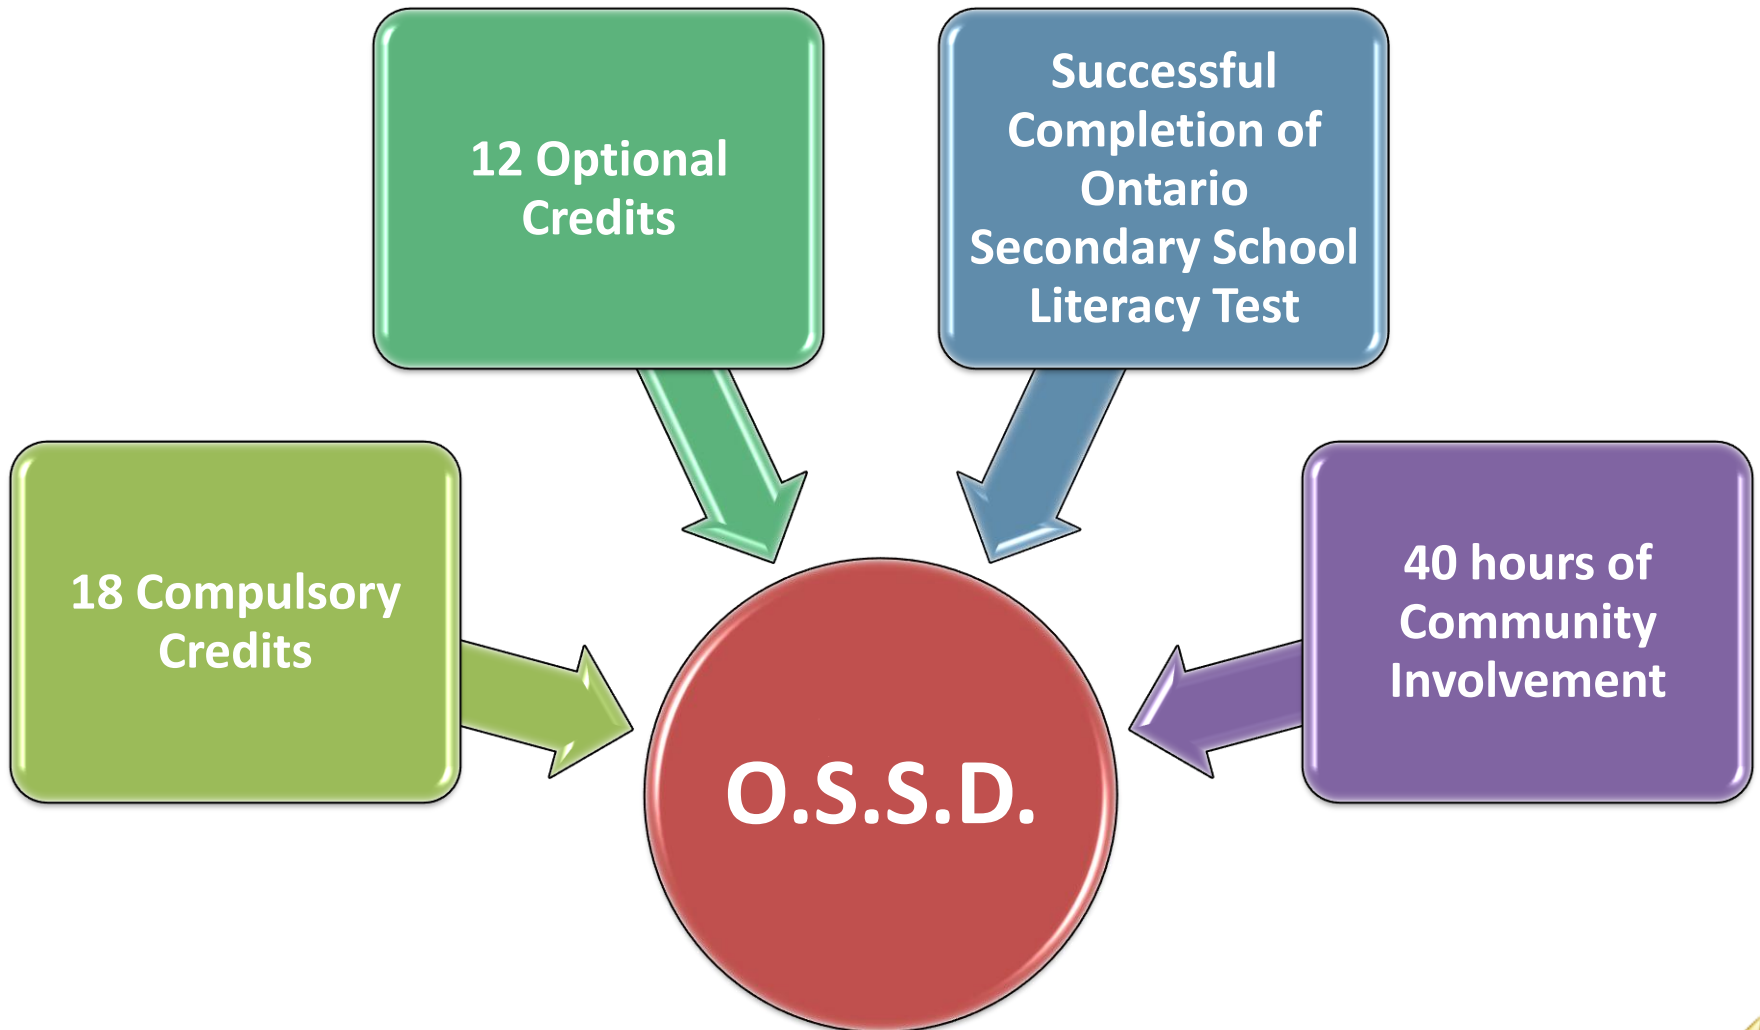 12 Optional
Credits
Successful
Completion of
Ontario
Secondary School
Literacy Test
18 Compulsory
Credits
40 hours of
Community
Involvement
O.S.S.D.